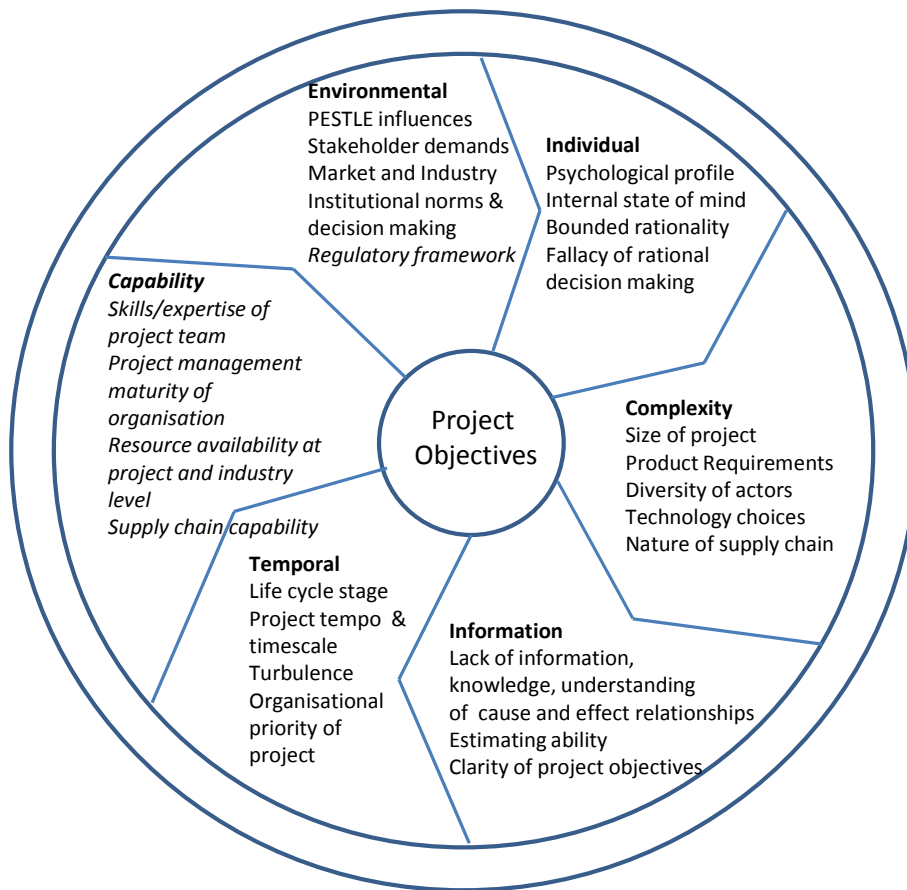 Environmental
PESTLE influences
Stakeholder demands
Market and Industry
Institutional norms &
decision making
Regulatory framework
Individual
Psychological profile
Internal state of mind
Bounded rationality
Fallacy of rational
decision making
Capability
Skills/expertise of
project team
Project management
maturity of
organisation
Resource availability at
project and industry
level
Supply chain capability
Project
Objectives
Complexity
Size of project
Product Requirements
Diversity of actors
Technology choices
Nature of supply chain
Temporal
Life cycle stage
Project tempo &
timescale
Turbulence
Organisational
priority of
project
Information
Lack of information,
knowledge, understanding
of cause and effect relationships
Estimating ability
Clarity of project objectives